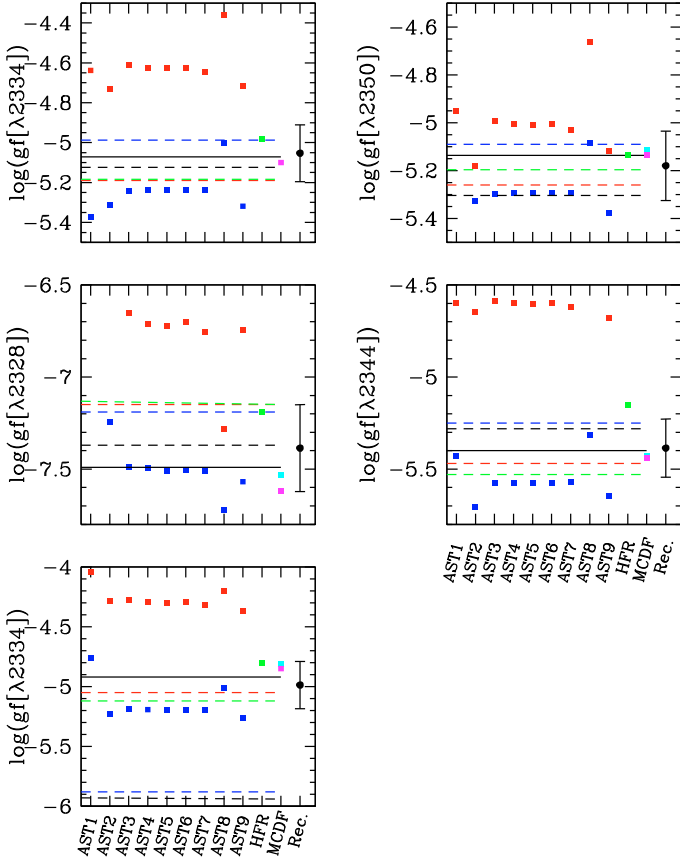 −4.4
−4.6
−4.8
−5
−5.2
−5.4
log(gf[λ2334])
−4.6
−4.8
−5
−5.2
−5.4
log(gf[λ2350])
−6.5
−7
−7.5
log(gf[λ2328])
−4.5
−5
−5.5
log(gf[λ2344])
AST1
AST2
AST3
AST4
AST5
AST6
AST7
AST8
AST9
HFR
MCDF
Rec.
−4
−4.5
−5
−5.5
−6
log(gf[λ2334])
AST1
AST2
AST3
AST4
AST5
AST6
AST7
AST8
AST9
HFR
MCDF
Rec.